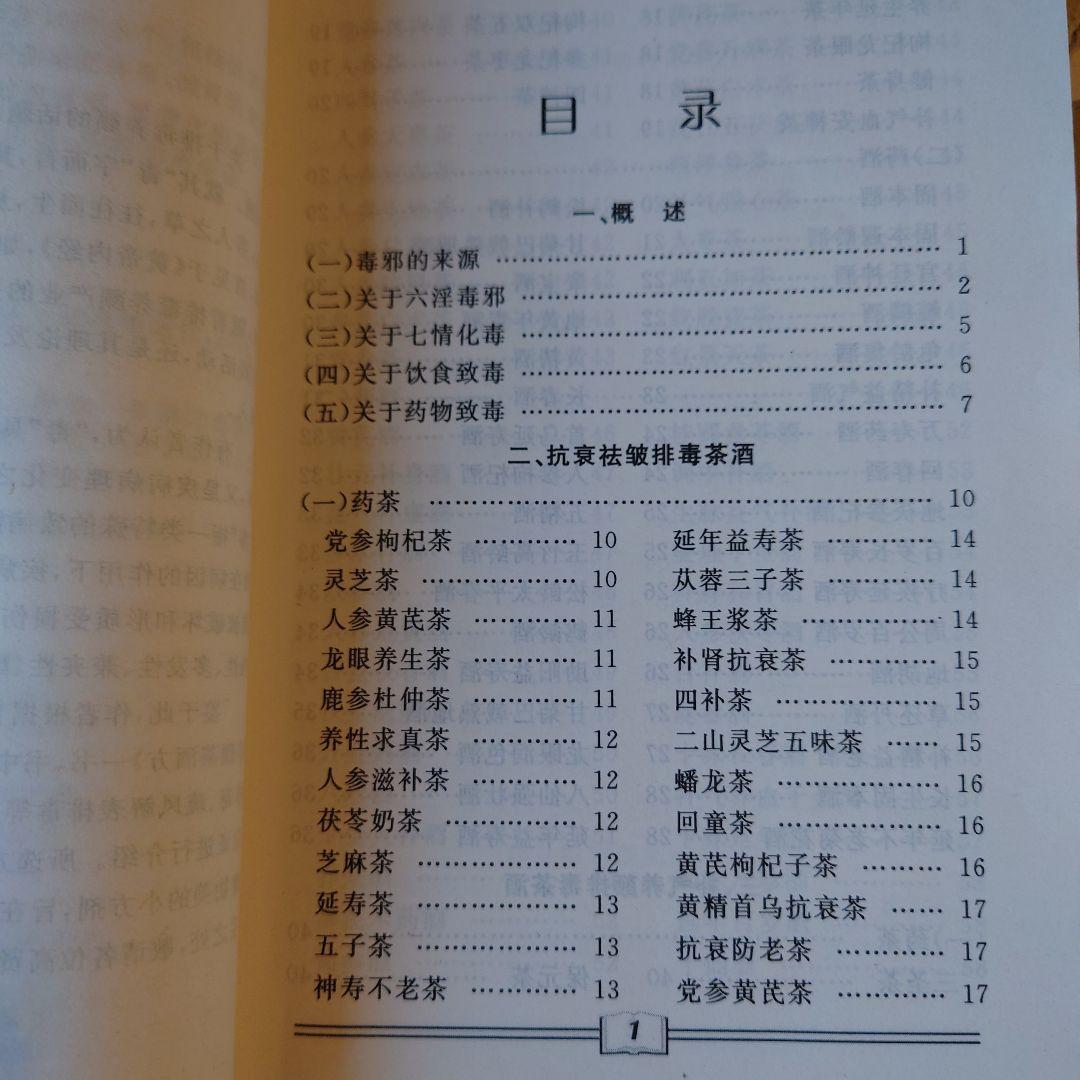 目 录
一、概 述
(一)毒邪的来源 …… 1
(二)关于六淫毒邪 …… 2
(三)关于七情化毒 …… 5
(四)关于饮食致毒 …… 6
(五)关于药物致毒 …… 7
二、抗衰祛皱排毒茶酒
(一)药茶 …… 10
党参枸杞茶 …… 10 延年益寿茶 …… 14
灵芝茶 …… 10 苁蓉三子茶 …… 14
人参黄芪茶 …… 11 蜂王浆茶 …… 14
龙眼养生茶 …… 11 补肾抗衰茶 …… 15
鹿参杜仲茶 …… 11 四补茶 …… 15
养性求真茶 …… 12 二山灵芝五味茶 …… 15
人参滋补茶 …… 12 蟠龙茶 …… 16
茯苓奶茶 …… 12 回童茶 …… 16
芝麻茶 …… 12 黄芪枸杞子茶 …… 16
延寿茶 …… 13 黄精首乌抗衰茶 …… 17
五子茶 …… 13 抗衰防老茶 …… 17
神寿不老茶 …… 13 党参黄芪茶 …… 17
1